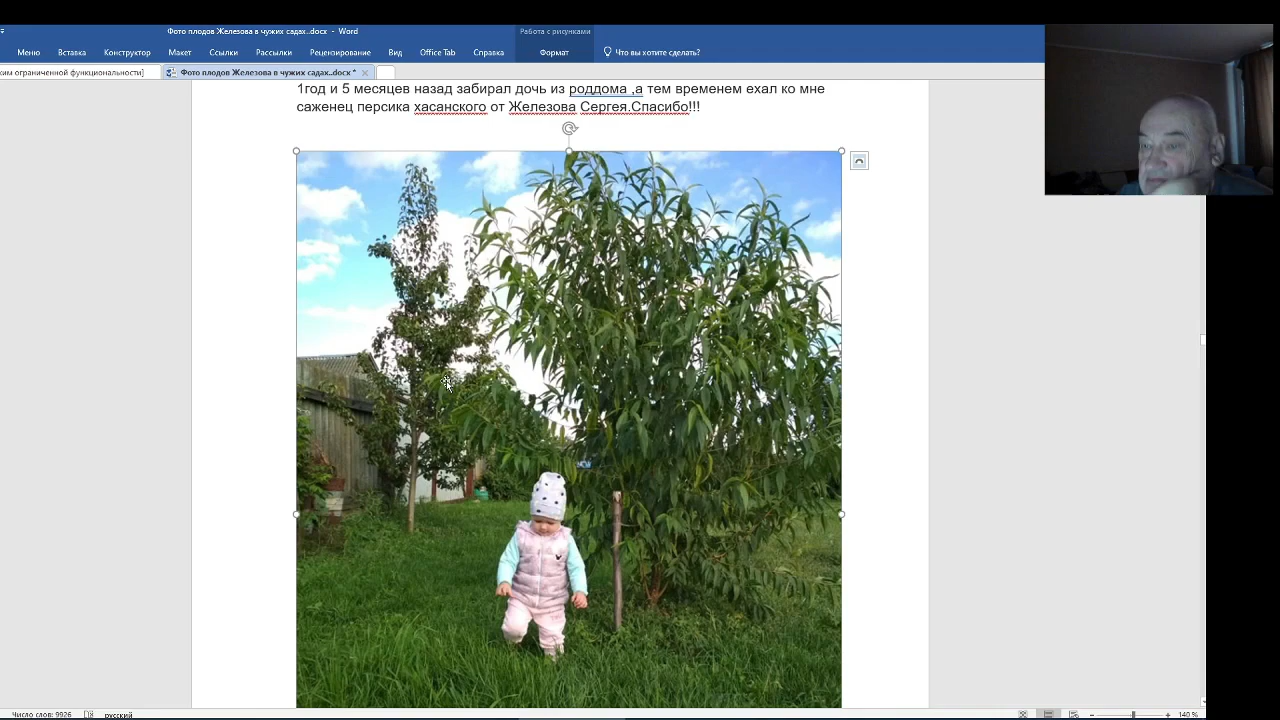 Фото плодов Железова в чужих садах..docx - Word
Работа с рисунками
Меню Вставка Конструктор Макет Ссылки Рассылки Рецензирование Вид Office Tab Справка Формат Что вы хотите сделать?
ким ограниченной функциональности] Фото плодов Железова в чужих садах..docx *
1год и 5 месяцев назад забирал дочь из роддома ,а тем временем ехал ко мне
саженец персика хасанского от Железова Сергея.Спасибо!!!
Число слов: 9926 русский 140 %